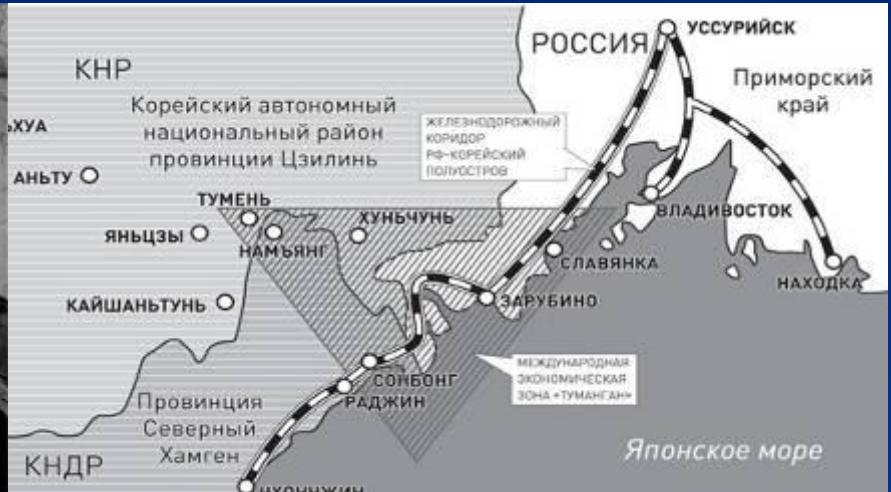 КНР
Корейский автономный
национальный район
провинции Цзилинь
ЬХУА
АНЬТУ
ТУМЕНЬ
ЯНЬЦЗЫ
НАМЪЯНГ
ХУНЬЧУНЬ
КАЙШАНЬТУНЬ
РОССИЯ
УССУРИЙСК
Приморский
край
ЖЕЛЕЗНОДОРОЖНЫЙ
КОРИДОР
РФ-КОРЕЙСКИЙ
ПОЛУОСТРОВ
ВЛАДИВОСТОК
СЛАВЯНКА
НАХОДКА
ЗАРУБИНО
СОНБОНГ
РАДЖИН
МЕЖДУНАРОДНАЯ
ЭКОНОМИЧЕСКАЯ
ЗОНА «ТУМАНГАН»
Провинция
Северный
Хамген
КНДР
Японское море